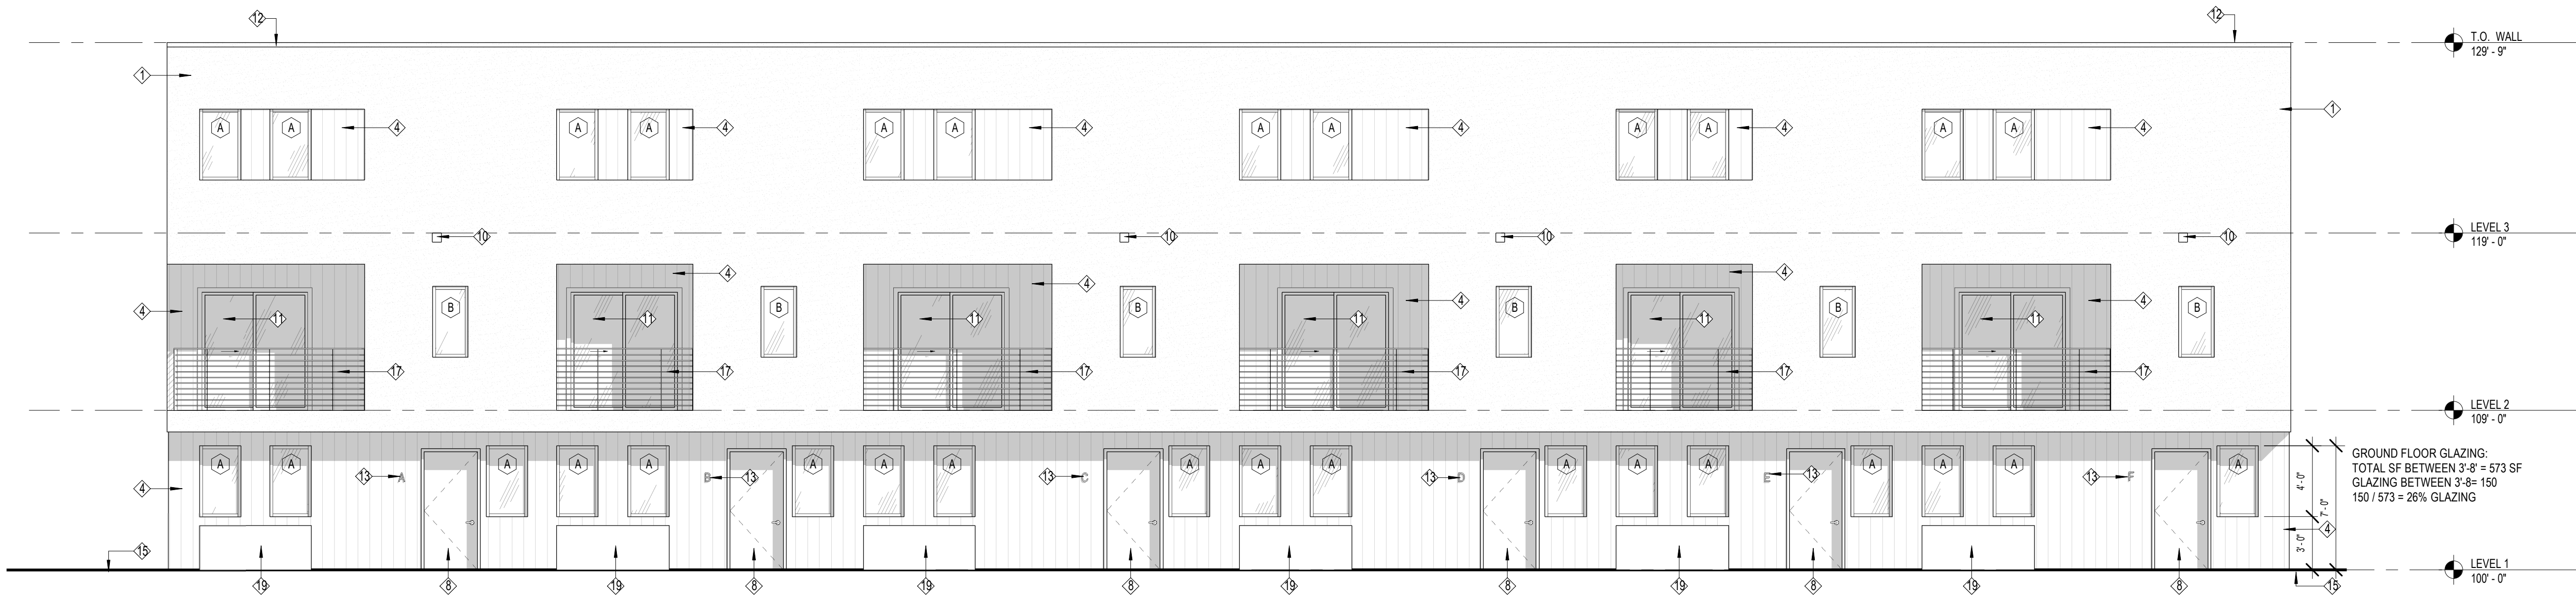 12 12
T.O. WALL
129' - 9"
1 1
A A 4 A A 4 A A 4 A A 4 A A 4 A A 4
10 10 10 10
LEVEL 3
119' - 0"
4 4 4 4 4 4
B B B B B B
4 11 11 11 11 11 11
17 17 17 17 17 17
LEVEL 2
109' - 0"
A A A A A A A A A A A A A A A A A A
13 A B 13 13 C 13 D E 13 13 F
4
GROUND FLOOR GLAZING:
TOTAL SF BETWEEN 3'-8' = 573 SF
GLAZING BETWEEN 3'-8= 150
150 / 573 = 26% GLAZING
4' - 0"
7' - 0"
3' - 0"
4
15
LEVEL 1
100' - 0"
19 8 19 8 19 8 19 8 19 8 19 8 15